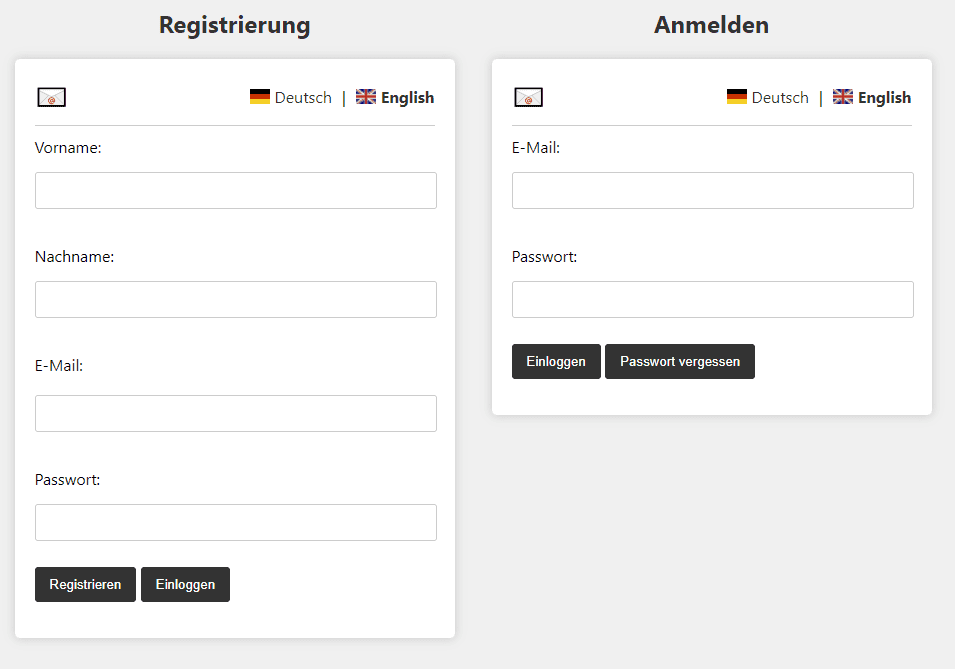 Registrierung
Deutsch | English
Vorname:
Nachname:
E-Mail:
Passwort:
Registrieren Einloggen
Anmelden
Deutsch | English
E-Mail:
Passwort:
Einloggen Passwort vergessen